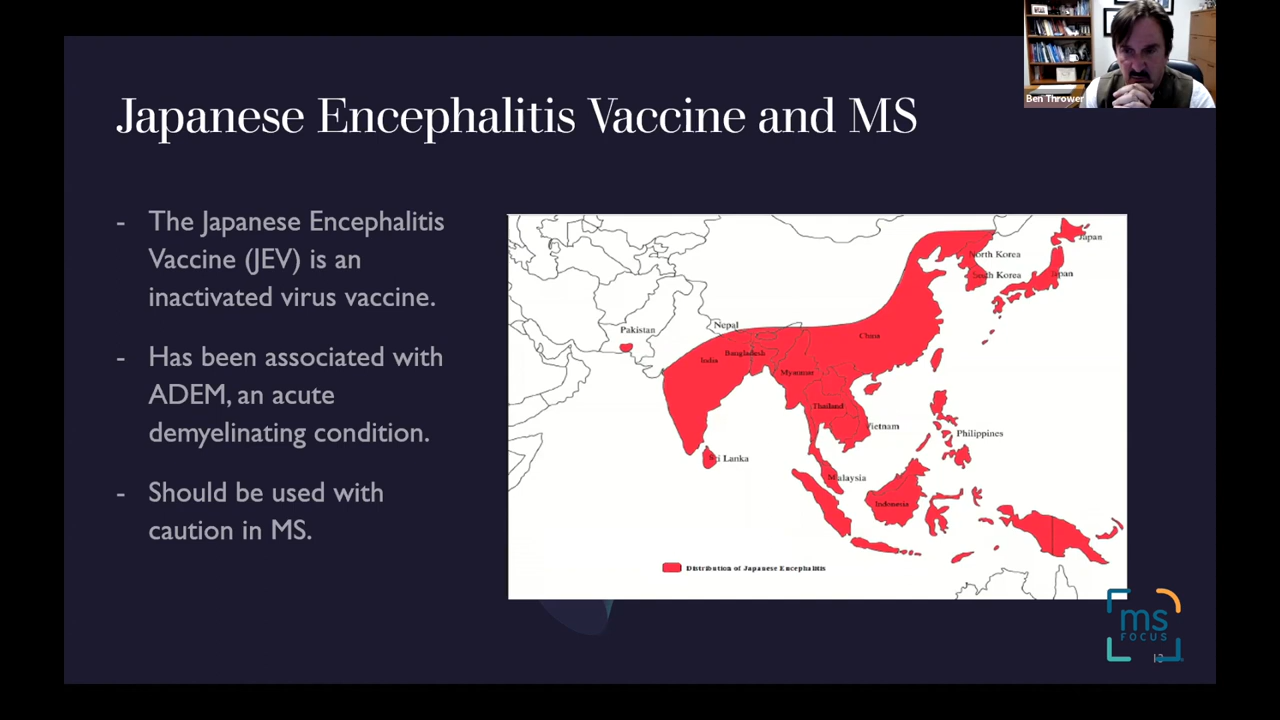 Ben Thrower
Japanese Encephalitis Vaccine and MS
- The Japanese Encephalitis
Vaccine (JEV) is an
inactivated virus vaccine.
- Has been associated with
ADEM, an acute
demyelinating condition.
- Should be used with
caution in MS.
Japan
North Korea
South Korea
Japan
Nepal
Pakistan
China
Bangladesh
India
Myanmar
Thailand
Vietnam
Philippines
Sri Lanka
Malaysia
Indonesia
Distribution of Japanese Encephalitis
ms
FOCUS